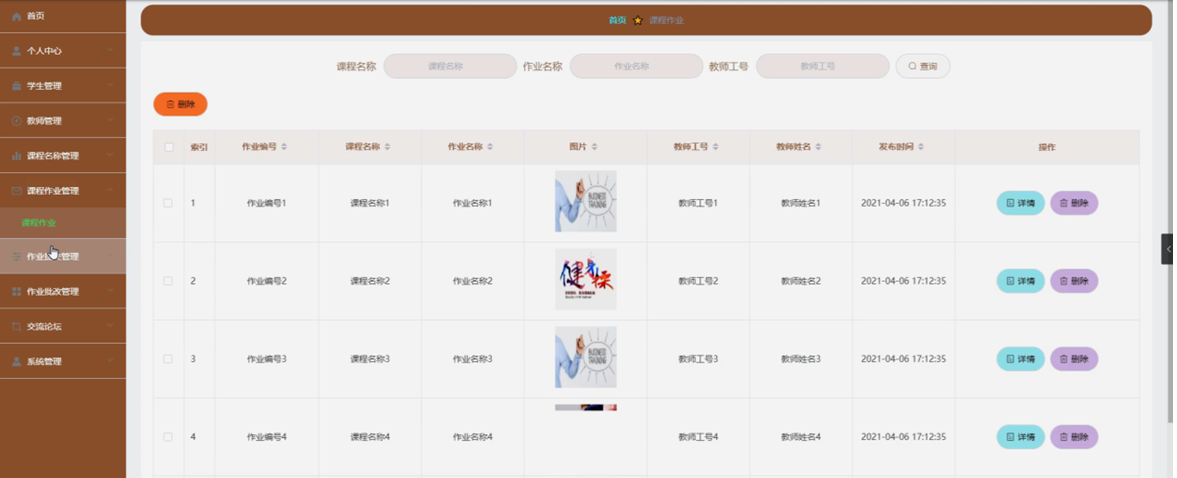 首页
个人中心
学生管理
教师管理
课程名称管理
课程作业管理
课程作业
作业管理
作业批改管理
交流论坛
系统管理
首页 课程作业
课程名称 课程名称 作业名称 作业名称 教师工号 教师工号 查询
删除
索引 作业编号 课程名称 作业名称 图片 教师工号 教师姓名 发布时间 操作
1 作业编号1 课程名称1 作业名称1 BUSINESS TRAINING 教师工号1 教师姓名1 2021-04-06 17:12:35 详情 删除
2 作业编号2 课程名称2 作业名称2 健身操 教师工号2 教师姓名2 2021-04-06 17:12:35 详情 删除
3 作业编号3 课程名称3 作业名称3 BUSINESS TRAINING 教师工号3 教师姓名3 2021-04-06 17:12:35 详情 删除
4 作业编号4 课程名称4 作业名称4 教师工号4 教师姓名4 2021-04-06 17:12:35 详情 删除